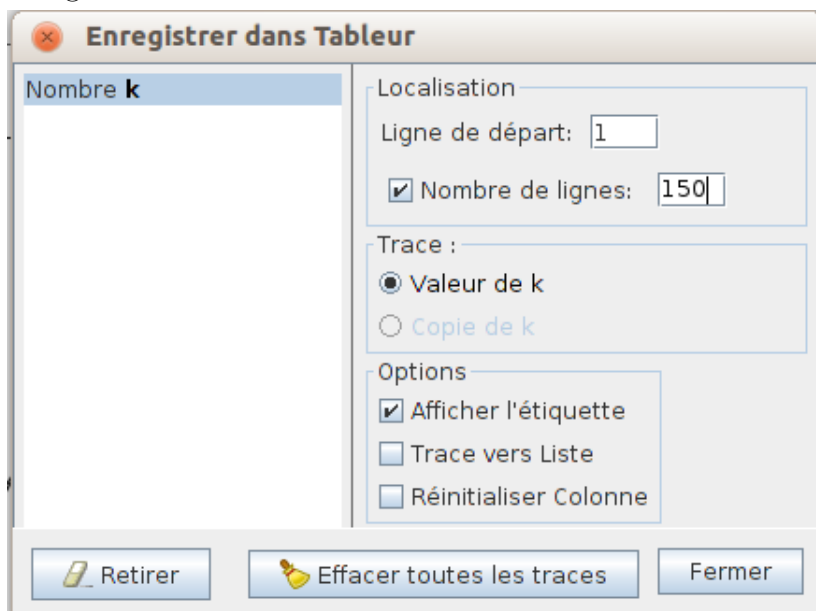 Enregistrer dans Tableur
Nombre k
Localisation
Ligne de départ: 1
Nombre de lignes: 150
Trace :
Valeur de k
Copie de k
Options
Afficher l'étiquette
Trace vers Liste
Réinitialiser Colonne
Retirer
Effacer toutes les traces
Fermer